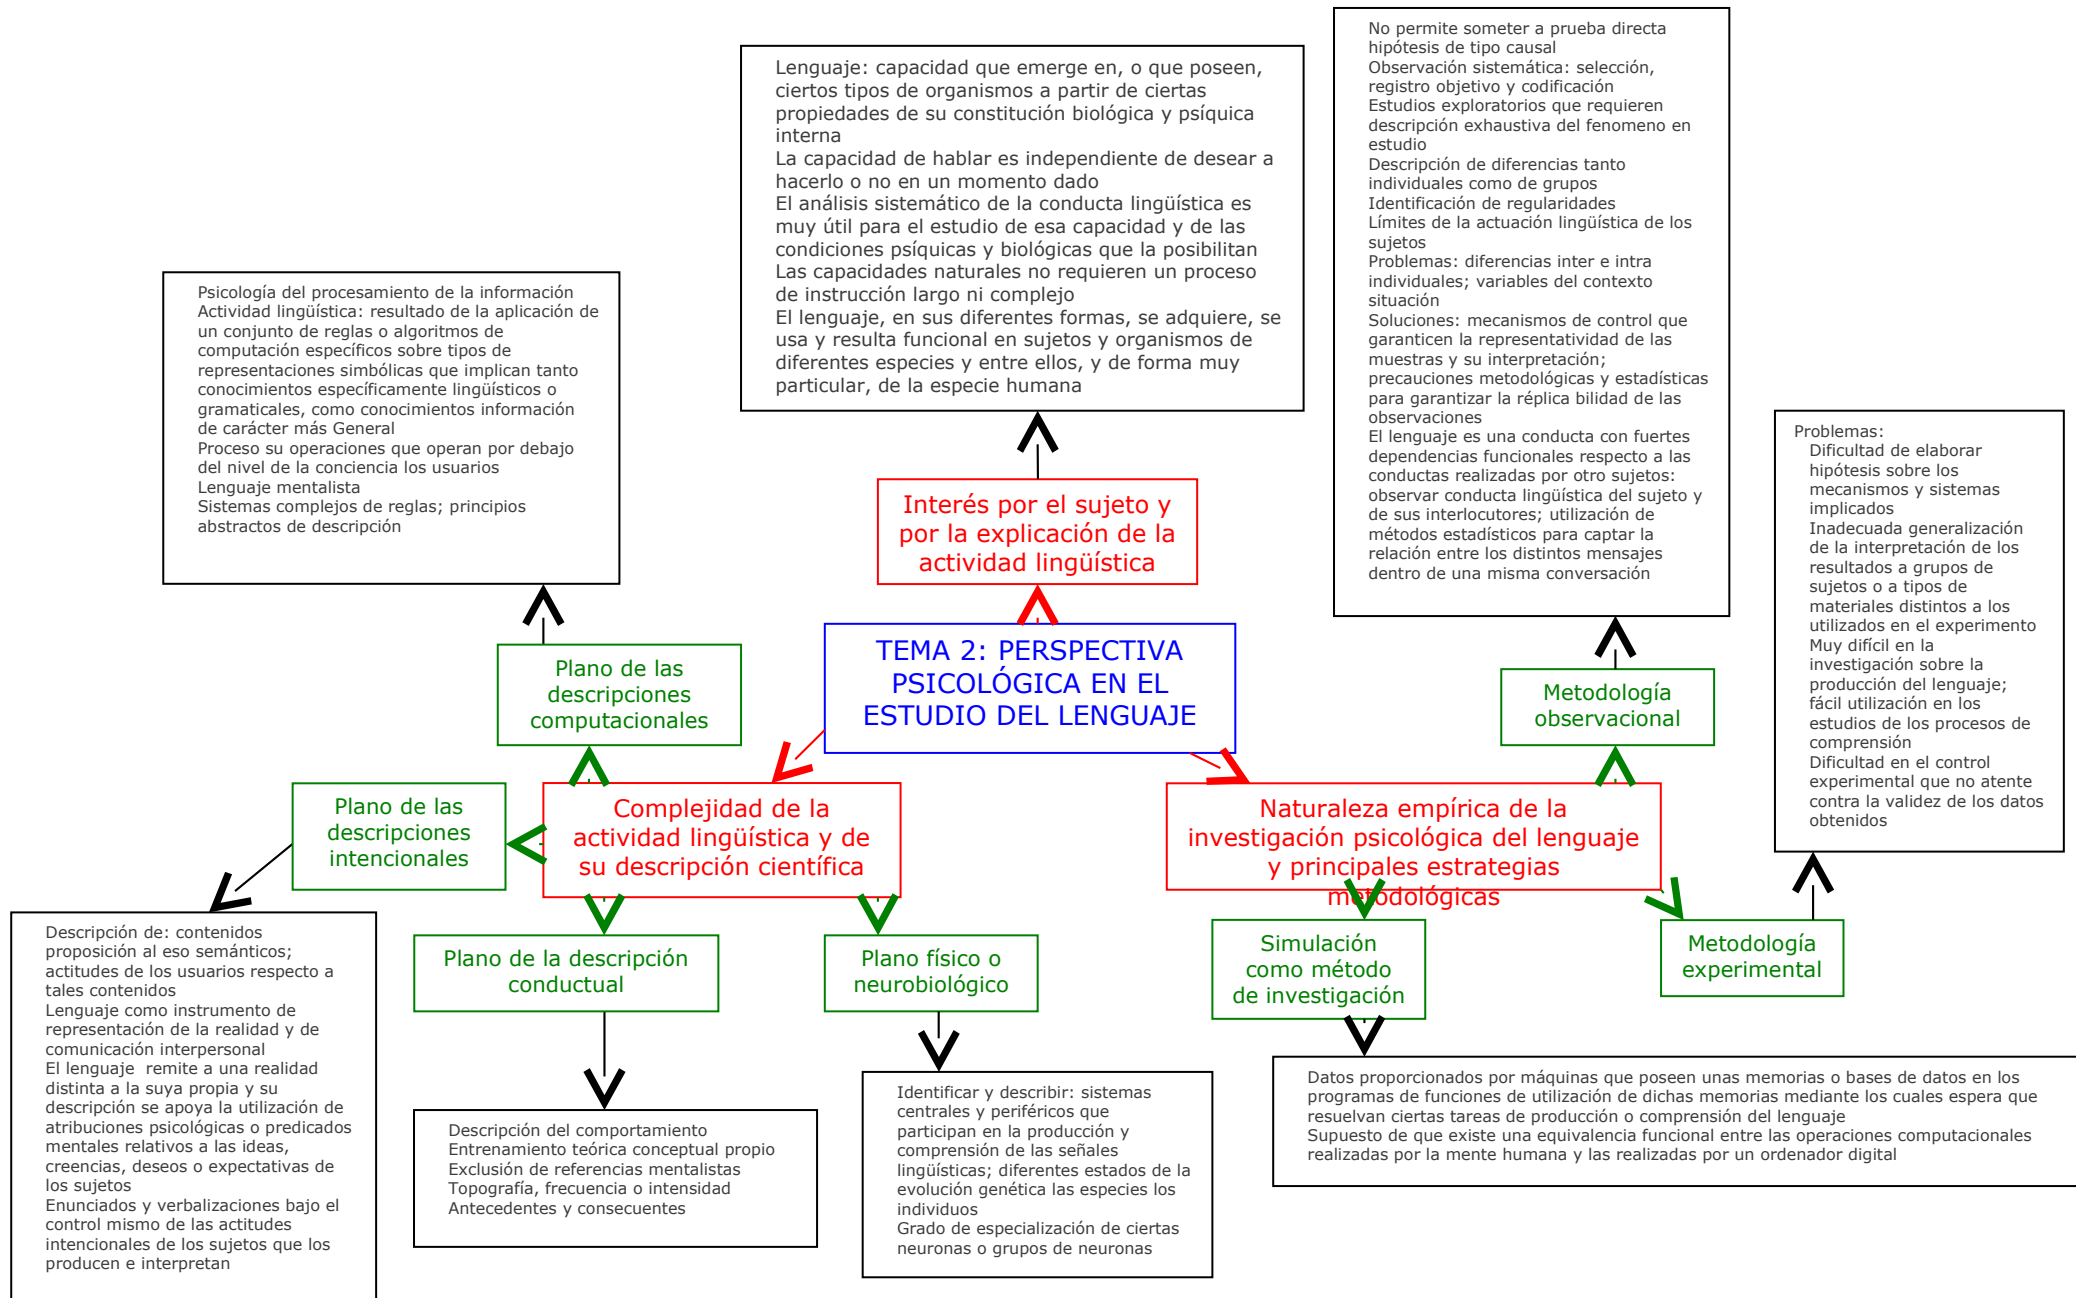 No permite someter a prueba directa
hipótesis de tipo causal
Observación sistemática: selección,
registro objetivo y codificación
Estudios exploratorios que requieren
descripción exhaustiva del fenomeno en
estudio
Descripción de diferencias tanto
individuales como de grupos
Identificación de regularidades
Límites de la actuación lingüística de los
sujetos
Problemas: diferencias inter e intra
individuales; variables del contexto
situación
Soluciones: mecanismos de control que
garanticen la representatividad de las
muestras y su interpretación;
precauciones metodológicas y estadísticas
para garantizar la réplica bilidad de las
observaciones
El lenguaje es una conducta con fuertes
dependencias funcionales respecto a las
conductas realizadas por otro sujetos:
observar conducta lingüística del sujeto y
de sus interlocutores; utilización de
métodos estadísticos para captar la
relación entre los distintos mensajes
dentro de una misma conversación
Lenguaje: capacidad que emerge en, o que poseen,
ciertos tipos de organismos a partir de ciertas
propiedades de su constitución biológica y psíquica
interna
La capacidad de hablar es independiente de desear a
hacerlo o no en un momento dado
El análisis sistemático de la conducta lingüística es
muy útil para el estudio de esa capacidad y de las
condiciones psíquicas y biológicas que la posibilitan
Las capacidades naturales no requieren un proceso
de instrucción largo ni complejo
El lenguaje, en sus diferentes formas, se adquiere, se
usa y resulta funcional en sujetos y organismos de
diferentes especies y entre ellos, y de forma muy
particular, de la especie humana
Psicología del procesamiento de la información
Actividad lingüística: resultado de la aplicación de
un conjunto de reglas o algoritmos de
computación específicos sobre tipos de
representaciones simbólicas que implican tanto
conocimientos específicamente lingüísticos o
gramaticales, como conocimientos información
de carácter más General
Proceso su operaciones que operan por debajo
del nivel de la conciencia los usuarios
Lenguaje mentalista
Sistemas complejos de reglas; principios
abstractos de descripción
Problemas:
Dificultad de elaborar
hipótesis sobre los
mecanismos y sistemas
implicados
Inadecuada generalización
de la interpretación de los
resultados a grupos de
sujetos o a tipos de
materiales distintos a los
utilizados en el experimento
Muy difícil en la
investigación sobre la
producción del lenguaje;
fácil utilización en los
estudios de los procesos de
comprensión
Dificultad en el control
experimental que no atente
contra la validez de los datos
obtenidos
Interés por el sujeto y
por la explicación de la
actividad lingüística
TEMA 2: PERSPECTIVA
PSICOLÓGICA EN EL
ESTUDIO DEL LENGUAJE
Plano de las
descripciones
computacionales
Metodología
observacional
Plano de las
descripciones
intencionales
Complejidad de la
actividad lingüística y de
su descripción científica
Naturaleza empírica de la
investigación psicológica del lenguaje
y principales estrategias
metodológicas
Plano de la descripción
conductual
Plano físico o
neurobiológico
Simulación
como método
de investigación
Metodología
experimental
Descripción de: contenidos
proposición al eso semánticos;
actitudes de los usuarios respecto a
tales contenidos
Lenguaje como instrumento de
representación de la realidad y de
comunicación interpersonal
El lenguaje  remite a una realidad
distinta a la suya propia y su
descripción se apoya la utilización de
atribuciones psicológicas o predicados
mentales relativos a las ideas,
creencias, deseos o expectativas de
los sujetos
Enunciados y verbalizaciones bajo el
control mismo de las actitudes
intencionales de los sujetos que los
producen e interpretan
Descripción del comportamiento
Entrenamiento teórica conceptual propio
Exclusión de referencias mentalistas
Topografía, frecuencia o intensidad
Antecedentes y consecuentes
Identificar y describir: sistemas
centrales y periféricos que
participan en la producción y
comprensión de las señales
lingüísticas; diferentes estados de la
evolución genética las especies los
individuos
Grado de especialización de ciertas
neuronas o grupos de neuronas
Datos proporcionados por máquinas que poseen unas memorias o bases de datos en los
programas de funciones de utilización de dichas memorias mediante los cuales espera que
resuelvan ciertas tareas de producción o comprensión del lenguaje
Supuesto de que existe una equivalencia funcional entre las operaciones computacionales
realizadas por la mente humana y las realizadas por un ordenador digital